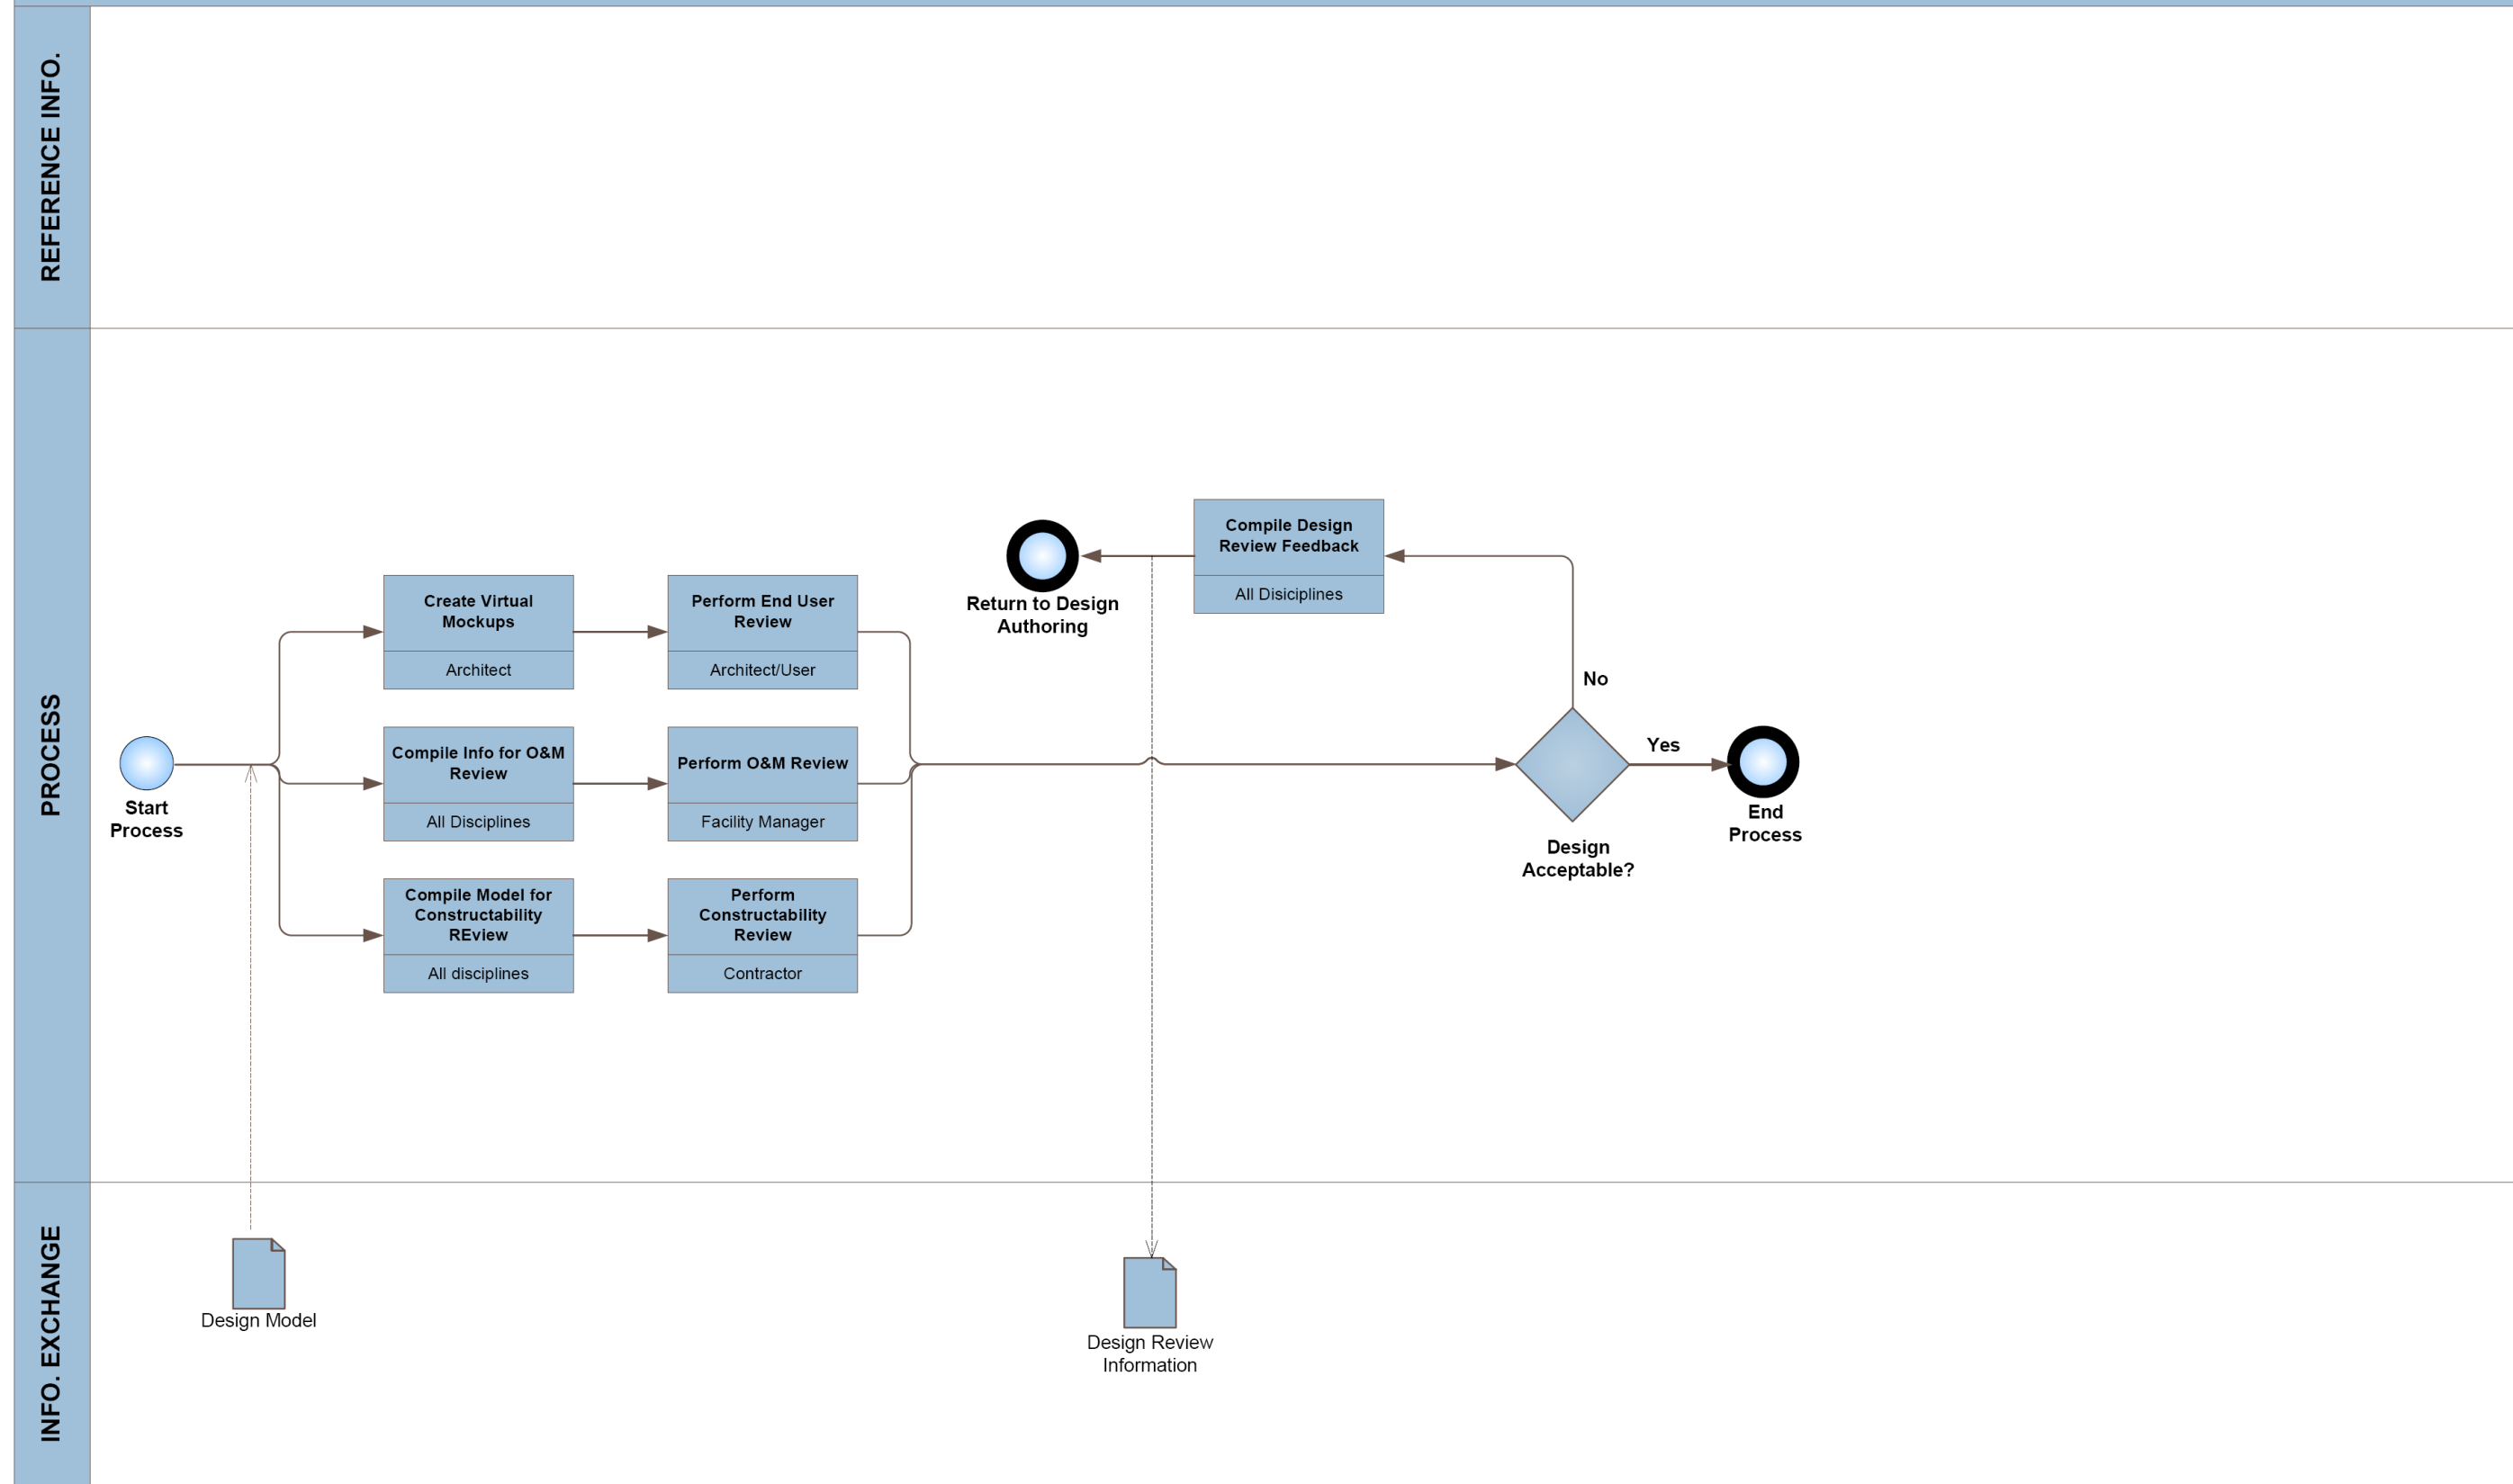 REFERENCE INFO.
PROCESS
Start
Process
Create Virtual
Mockups
Architect
Perform End User
Review
Architect/User
Compile Info for O&M
Review
All Disciplines
Perform O&M Review
Facility Manager
Compile Model for
Constructability
REview
All disciplines
Perform
Constructability
Review
Contractor
Return to Design
Authoring
Compile Design
Review Feedback
All Disiciplines
No
Yes
Design
Acceptable?
End
Process
INFO. EXCHANGE
Design Model
Design Review
Information